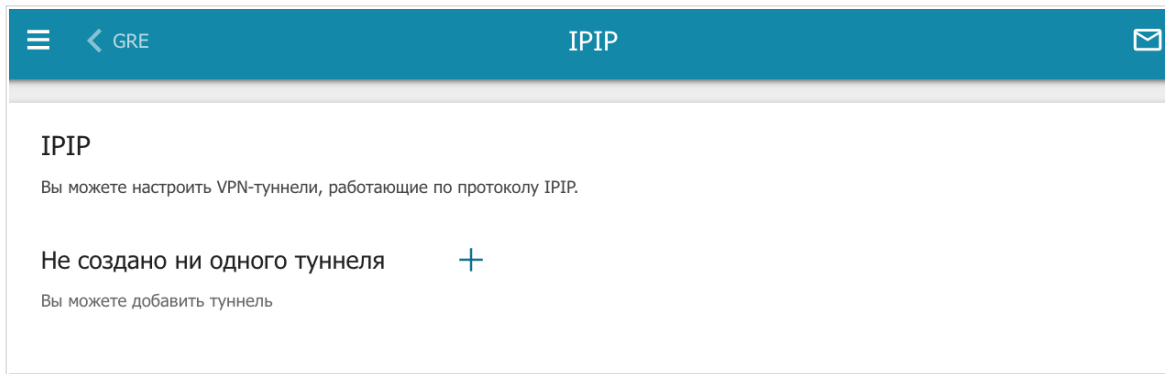 GRE
IPIP
IPIP
Вы можете настроить VPN-туннели, работающие по протоколу IPIP.
Не создано ни одного туннеля
Вы можете добавить туннель